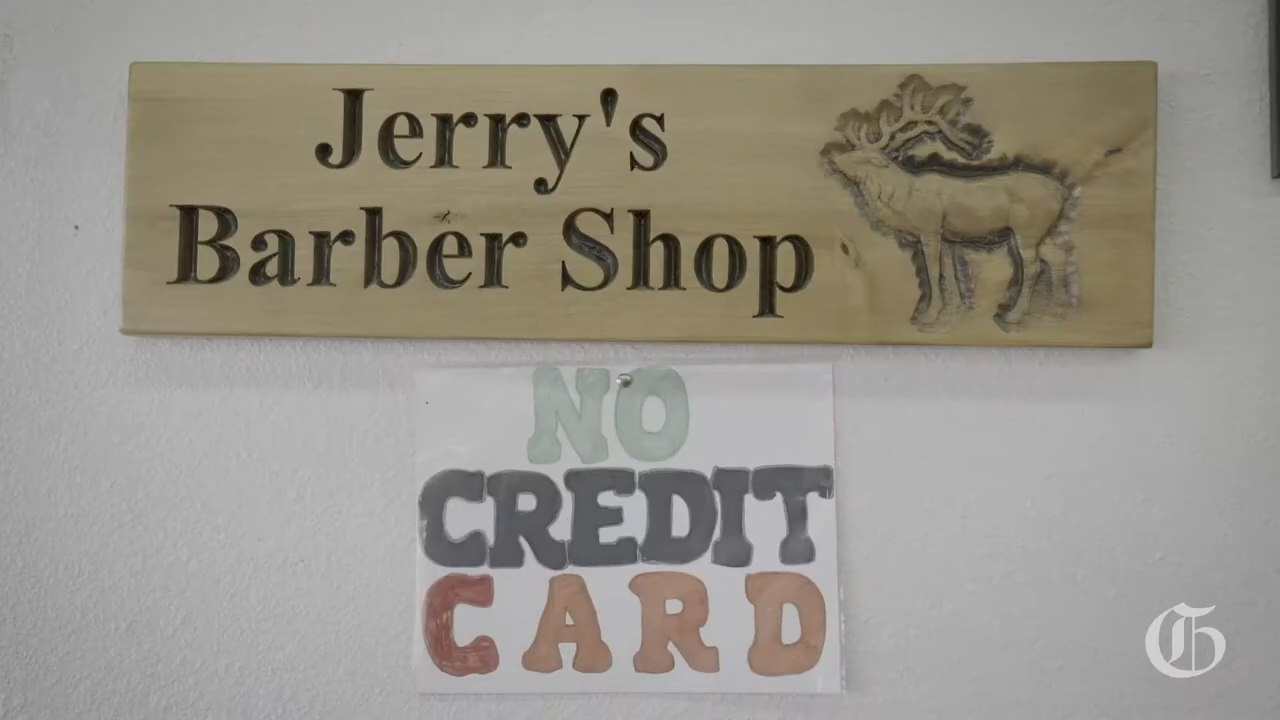 Jerry's
Barber Shop
NO
CREDIT
CARD
G